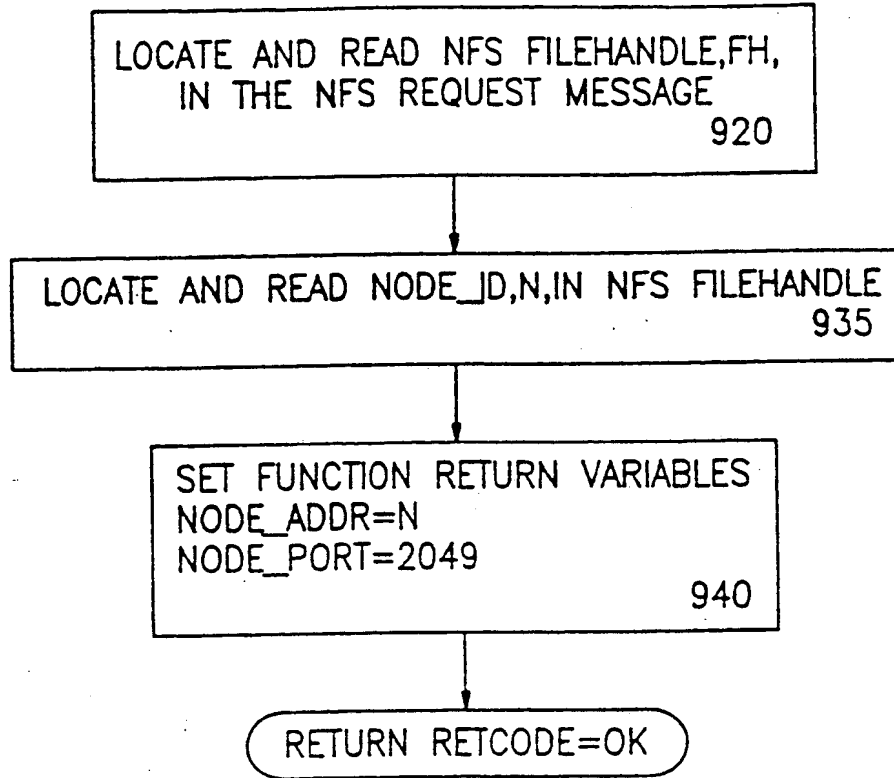 LOCATE AND READ NFS FILEHANDLE,FH,
IN THE NFS REQUEST MESSAGE
920
LOCATE AND READ NODE_ID,N,IN NFS FILEHANDLE
935
SET FUNCTION RETURN VARIABLES
NODE_ADDR=N
NODE_PORT=2049
940
RETURN RETCODE=OK